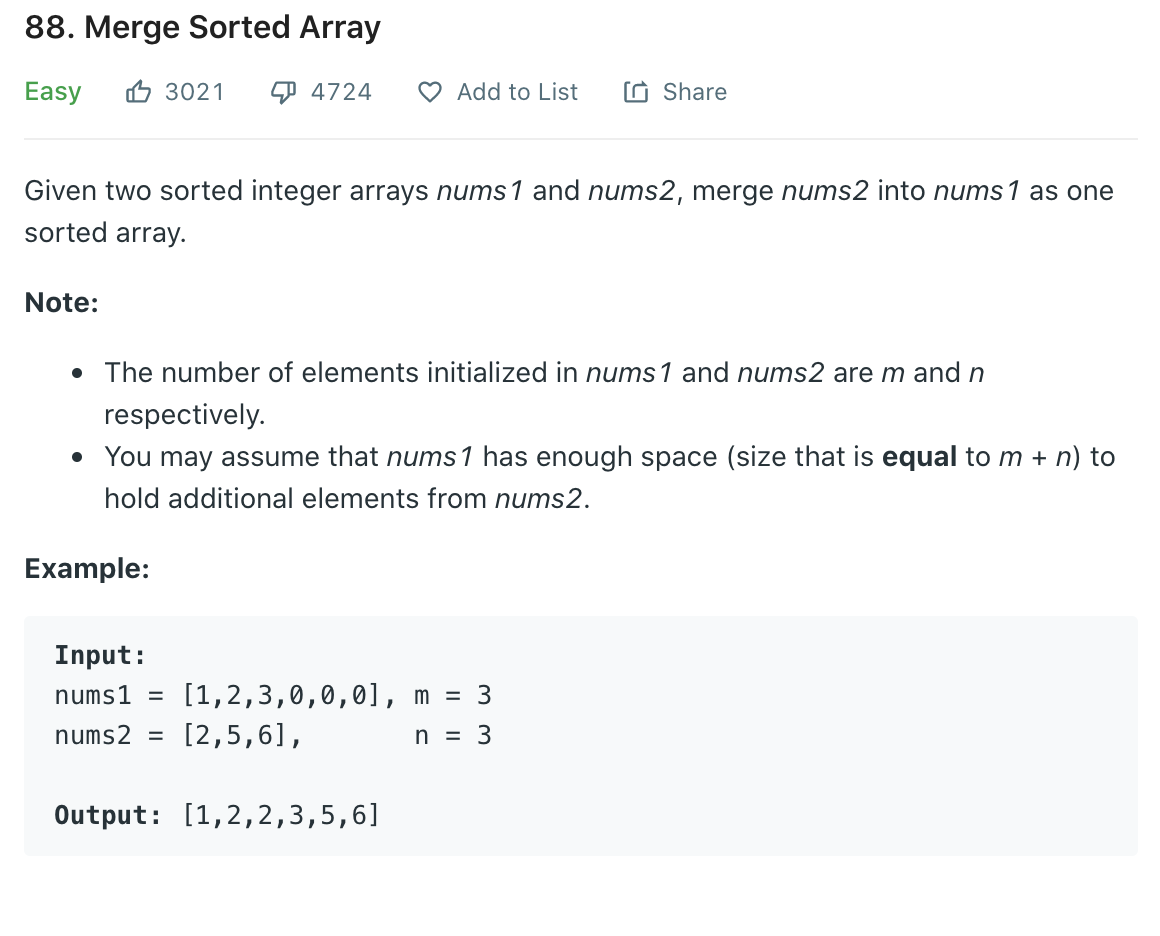 88. Merge Sorted Array
Easy 3021 4724 Add to List Share
Given two sorted integer arrays nums1 and nums2, merge nums2 into nums1 as one
sorted array.
Note:
• The number of elements initialized in nums1 and nums2 are m and n
respectively.
• You may assume that nums1 has enough space (size that is equal to m + n) to
hold additional elements from nums2.
Example:
Input:
nums1 = [1,2,3,0,0,0], m = 3
nums2 = [2,5,6],       n = 3
Output: [1,2,2,3,5,6]